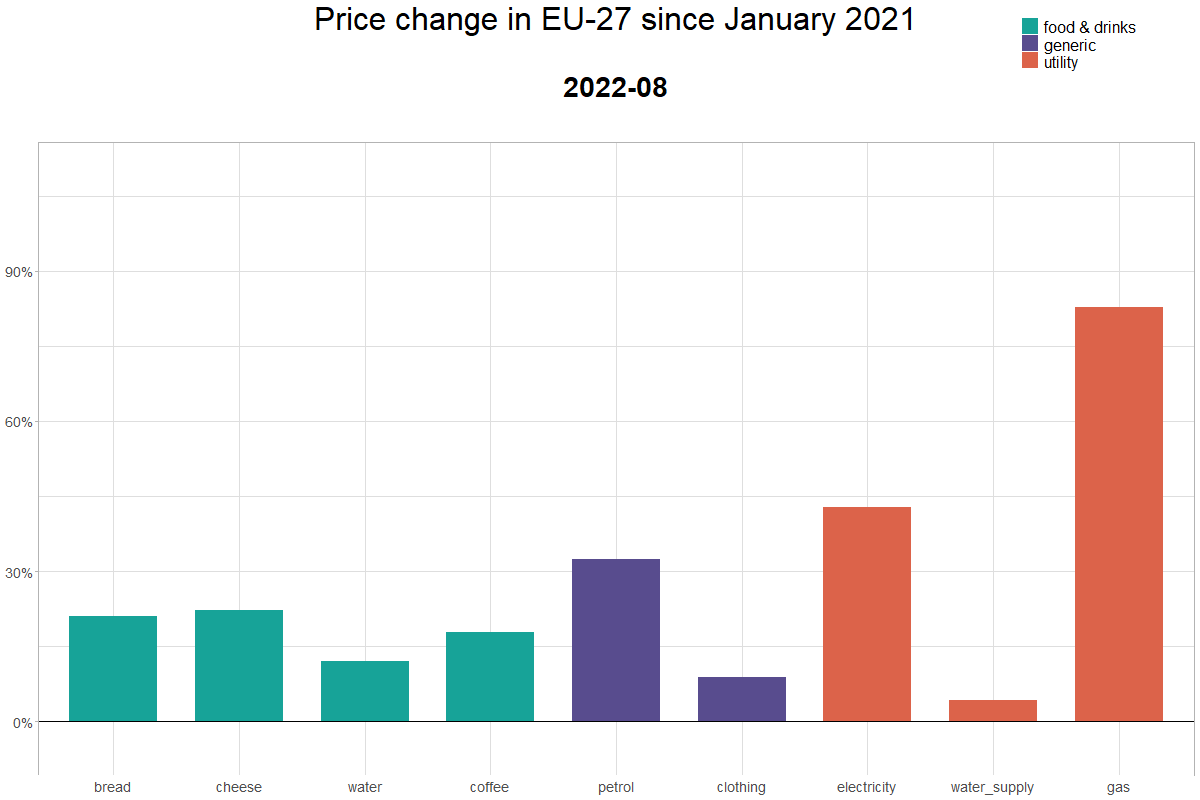 Price change in EU-27 since January 2021
food & drinks
generic
utility
2022-08
90%
60%
30%
0%
bread cheese water coffee petrol clothing electricity water_supply gas